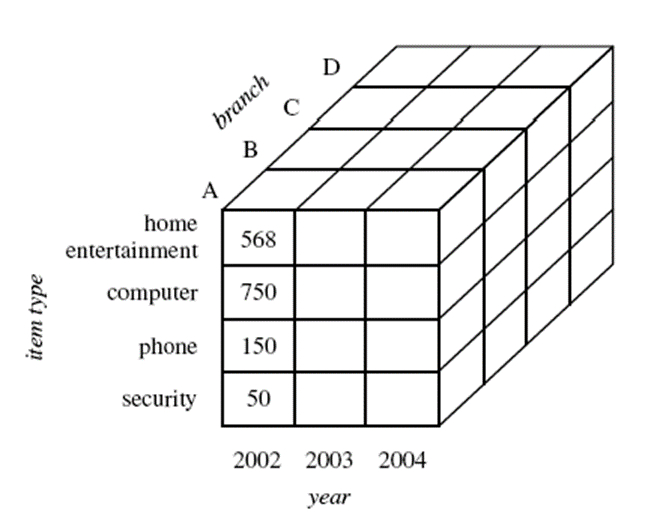 D
branch
C
B
A
home
entertainment
568
computer
750
item type
phone
150
security
50
2002 2003 2004
year